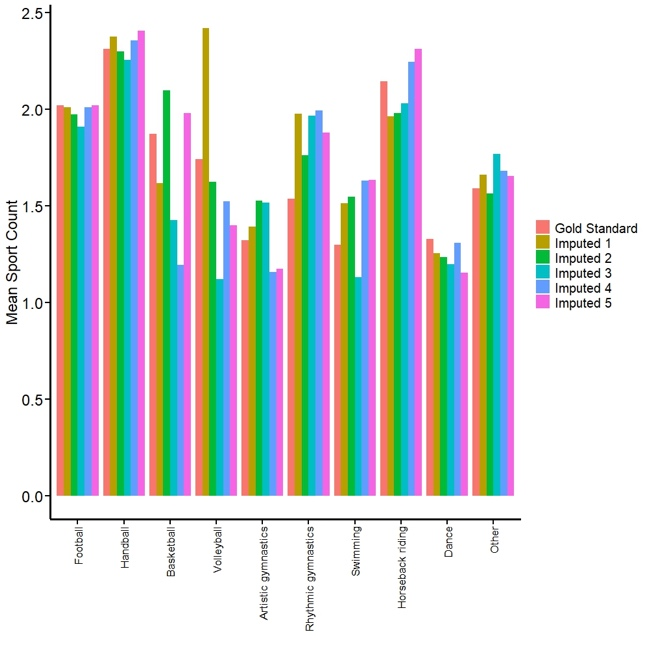 2.5
2.0
1.5
1.0
0.5
0.0
Mean Sport Count
Football
Handball
Basketball
Volleyball
Artistic gymnastics
Rhythmic gymnastics
Swimming
Horseback riding
Dance
Other
Gold Standard
Imputed 1
Imputed 2
Imputed 3
Imputed 4
Imputed 5